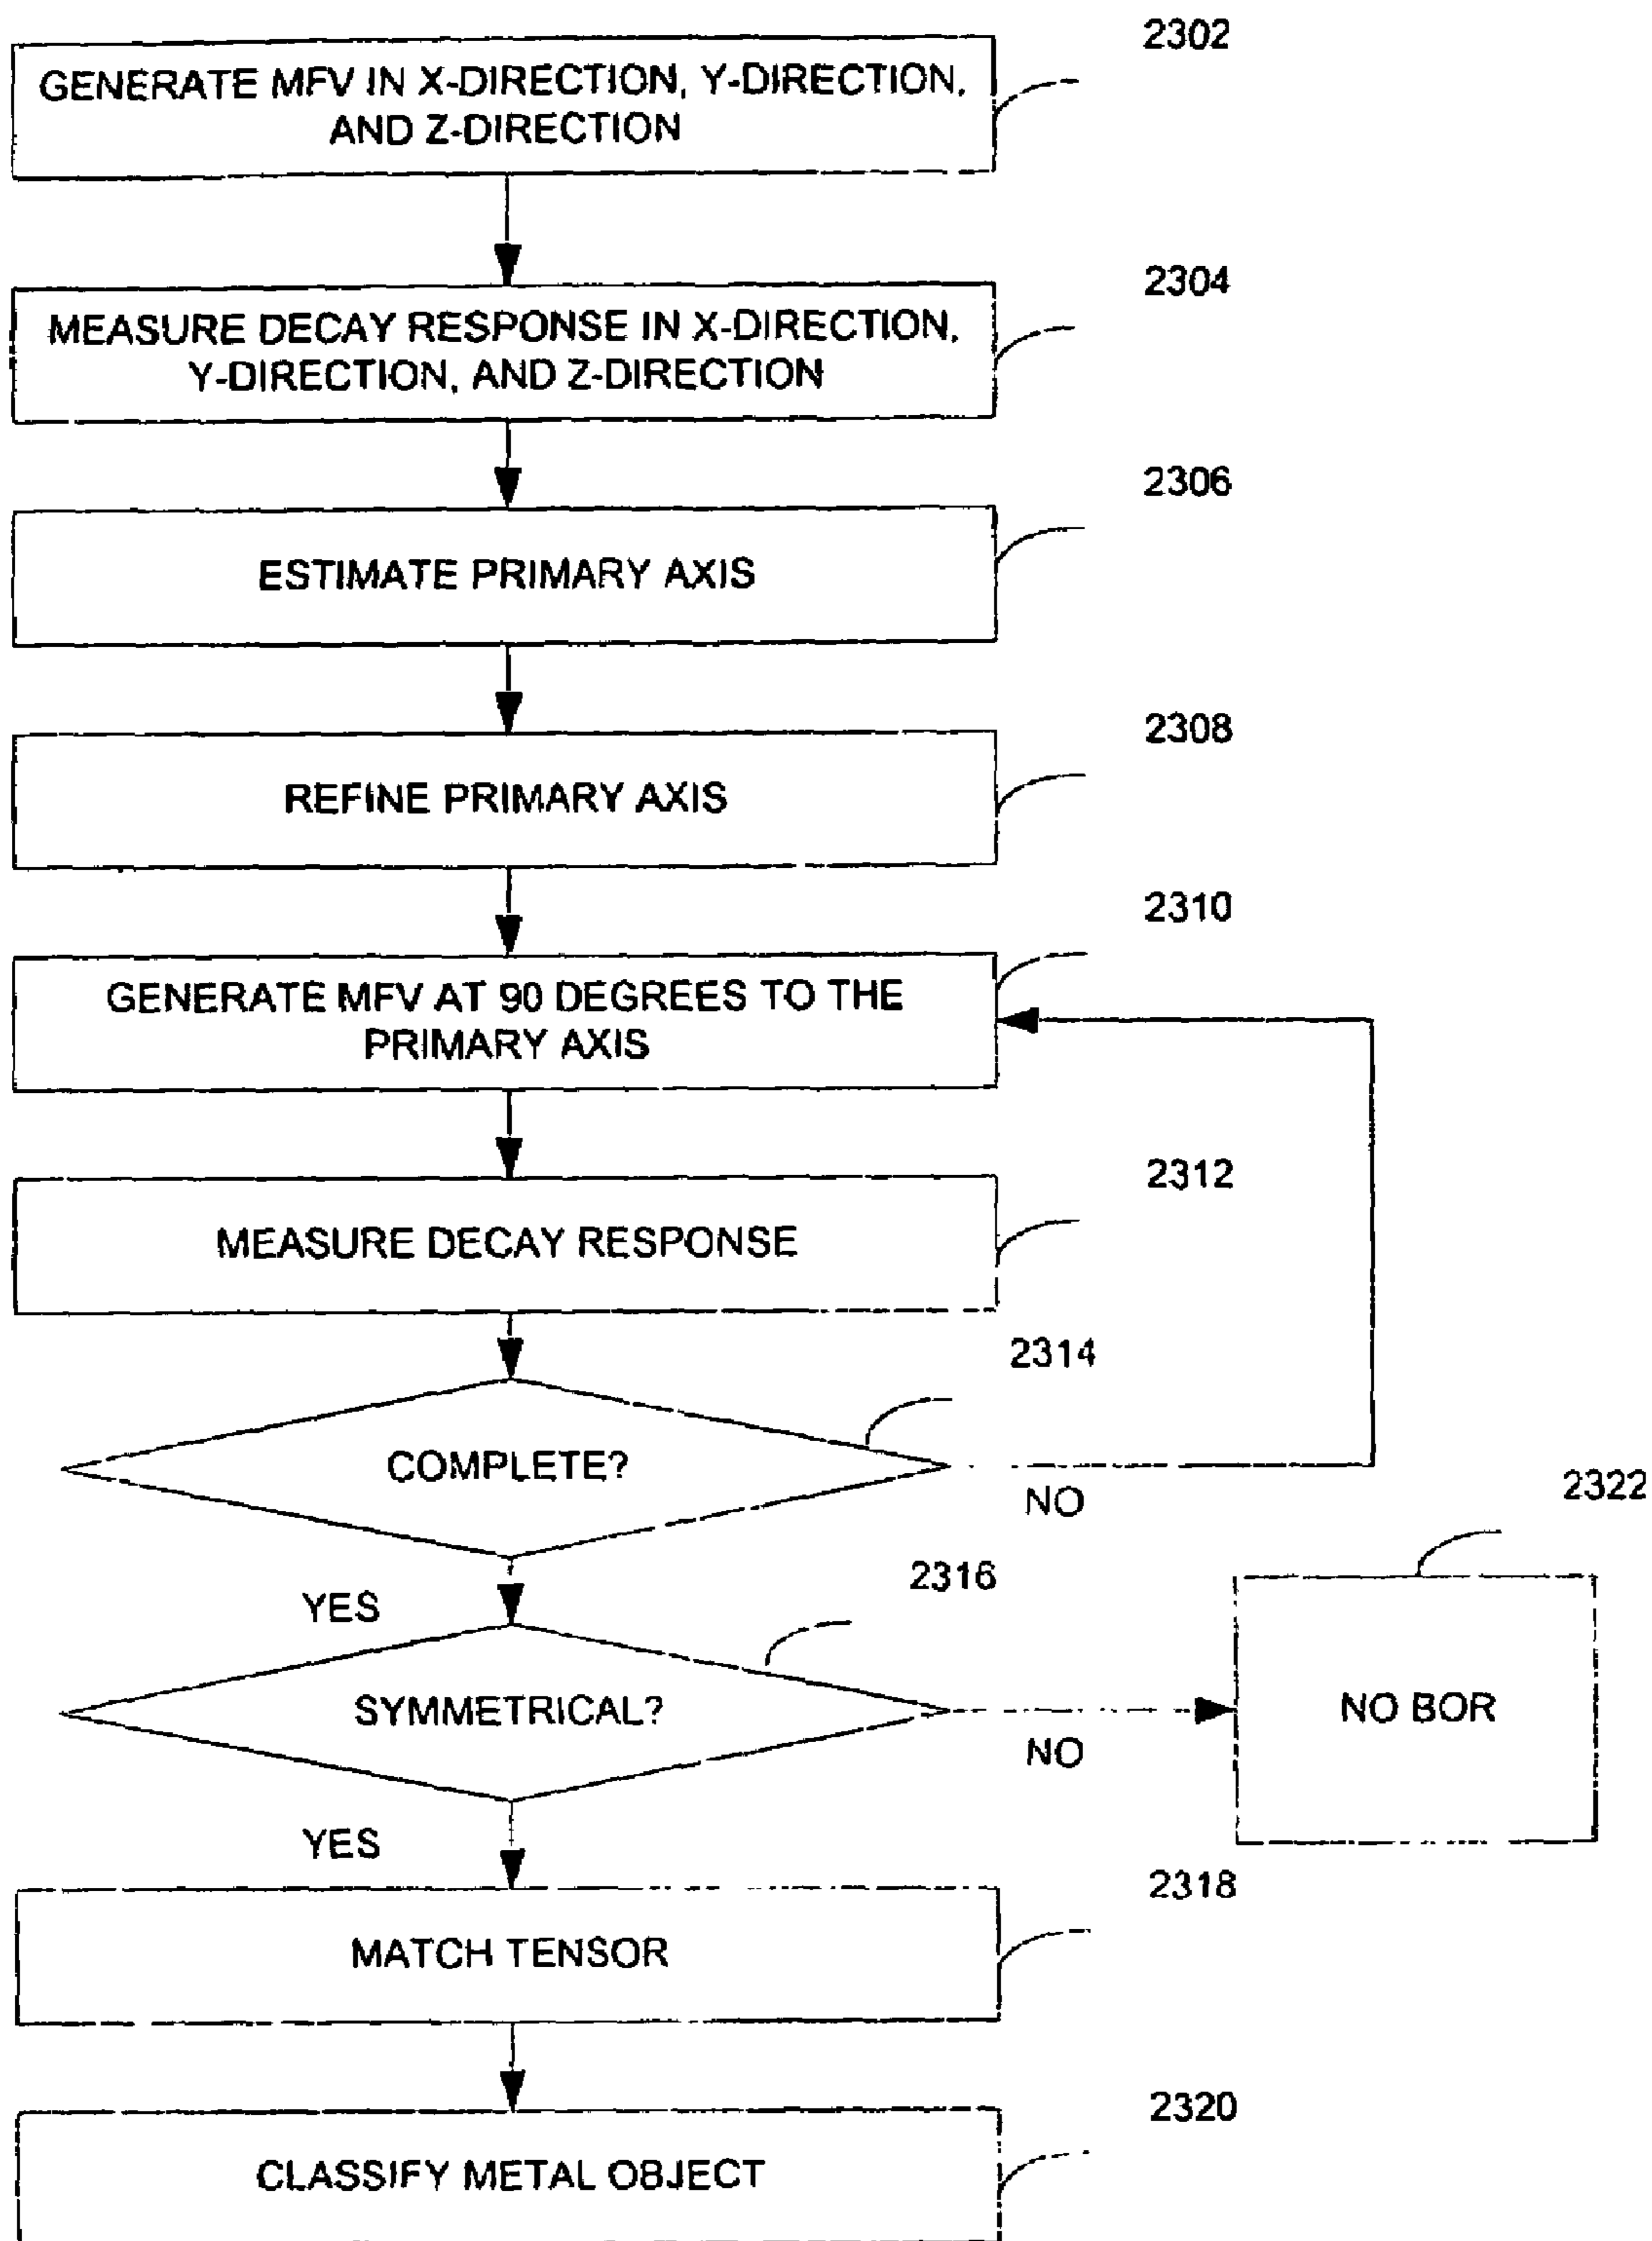 2302
GENERATE MFV IN X-DIRECTION, Y-DIRECTION,
AND Z-DIRECTION
2304
MEASURE DECAY RESPONSE IN X-DIRECTION,
Y-DIRECTION, AND Z-DIRECTION
2306
ESTIMATE PRIMARY AXIS
2308
REFINE PRIMARY AXIS
2310
GENERATE MFV AT 90 DEGREES TO THE
PRIMARY AXIS
2312
MEASURE DECAY RESPONSE
2314
COMPLETE?
NO
2322
YES
2316
SYMMETRICAL?
NO
NO BOR
YES
2318
MATCH TENSOR
2320
CLASSIFY METAL OBJECT